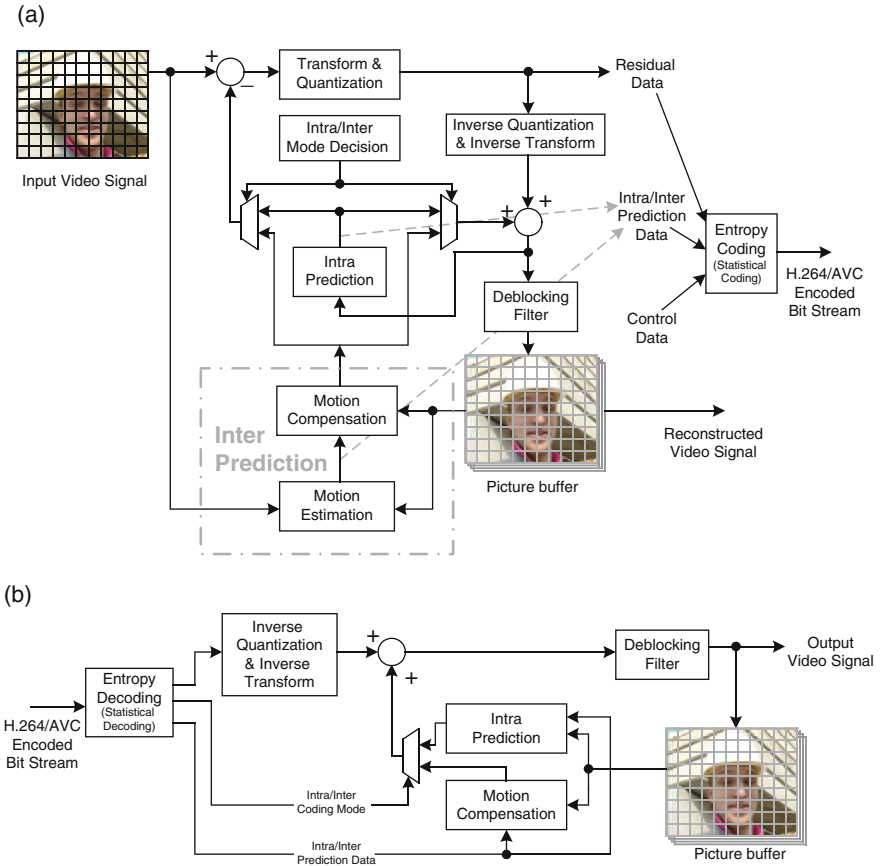 (a)
+
−
Transform &
Quantization
Residual
Data
Input Video Signal
Intra/Inter
Mode Decision
Inverse Quantization
& Inverse Transform
+
+
Intra/Inter
Prediction
Data
Entropy
Coding
(Statistical
Coding)
H.264/AVC
Encoded
Bit Stream
Intra
Prediction
Deblocking
Filter
Control
Data
Motion
Compensation
Inter
Prediction
Reconstructed
Video Signal
Motion
Estimation
Picture buffer
(b)
Inverse
Quantization
& Inverse
Transform
+
+
Deblocking
Filter
Output
Video Signal
Entropy
Decoding
(Statistical
Decoding)
H.264/AVC
Encoded
Bit Stream
Intra
Prediction
Intra/Inter
Coding Mode
Motion
Compensation
Intra/Inter
Prediction Data
Picture buffer